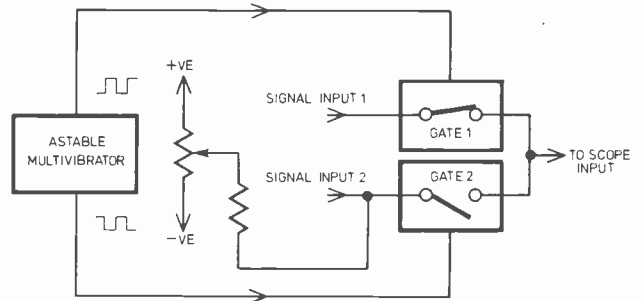 +VE
SIGNAL INPUT 1
GATE 1
ASTABLE
MULTIVIBRATOR
TO SCOPE
INPUT
SIGNAL INPUT 2
GATE 2
-VE